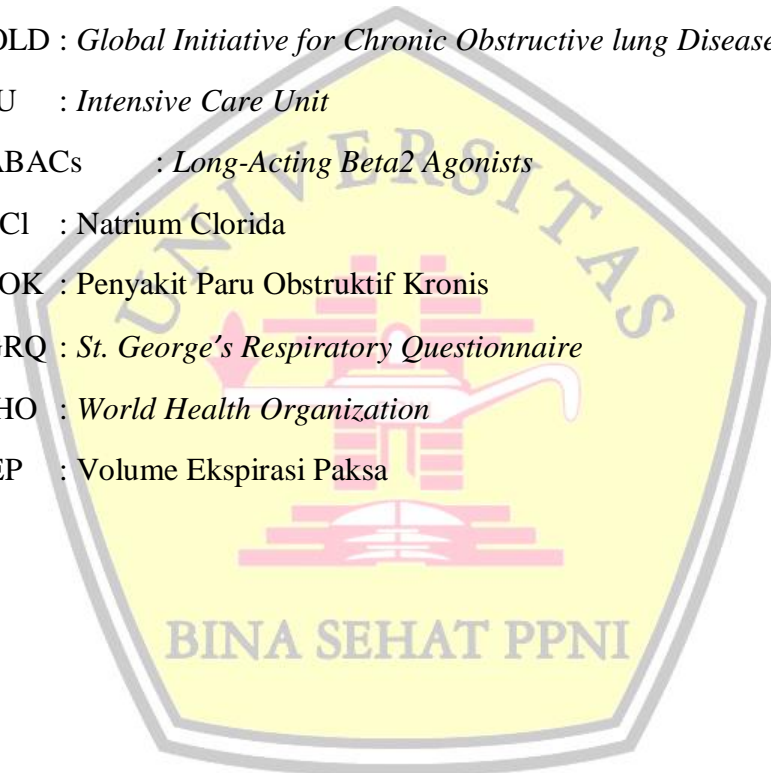 OLD : Global Initiative for Chronic Obstructive lung Disease
U : Intensive Care Unit
ABACs : Long-Acting Beta2 Agonists
Cl : Natrium Clorida
OK : Penyakit Paru Obstruktif Kronis
GRQ : St. George's Respiratory Questionnaire
HO : World Health Organization
EP : Volume Ekspirasi Paksa
UNIVERSITAS
BINA SEHAT PPNI